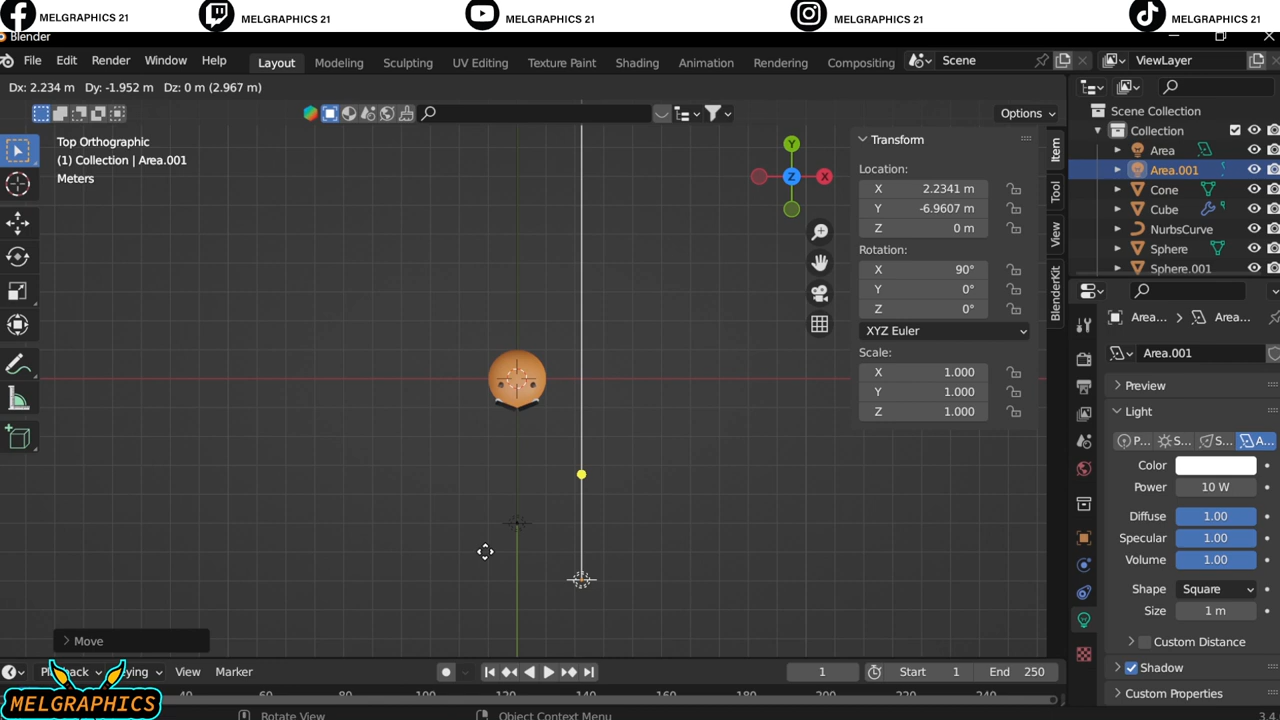 MELGRAPHICS 21
MELGRAPHICS 21
MELGRAPHICS 21
MELGRAPHICS 21
MELGRAPHICS 21
Blender
File Edit Render Window Help
Layout Modeling Sculpting UV Editing Texture Paint Shading Animation Rendering Compositing
Scene
ViewLayer
Dx: 2.234 m Dy: -1.952 m Dz: 0 m (2.967 m)
Options
Top Orthographic
(1) Collection | Area.001
Meters
Y
X
Z
Transform
Location:
X 2.2341 m
Y -6.9607 m
Z 0 m
Rotation:
X 90°
Y 0°
Z 0°
XYZ Euler
Scale:
X 1.000
Y 1.000
Z 1.000
Item
Tool
View
BlenderKit
Scene Collection
Collection
Area
Area.001
Cone
Cube
NurbsCurve
Sphere
Sphere.001
Area... > Area...
Area.001
Preview
Light
P... S... S... A...
Color
Power 10 W
Diffuse 1.00
Specular 1.00
Volume 1.00
Shape Square
Size 1 m
Custom Distance
Shadow
Custom Properties
Move
View Marker
1
Start 1
End 250
MELGRAPHICS
Rotate View
Object Context Menu
3.4